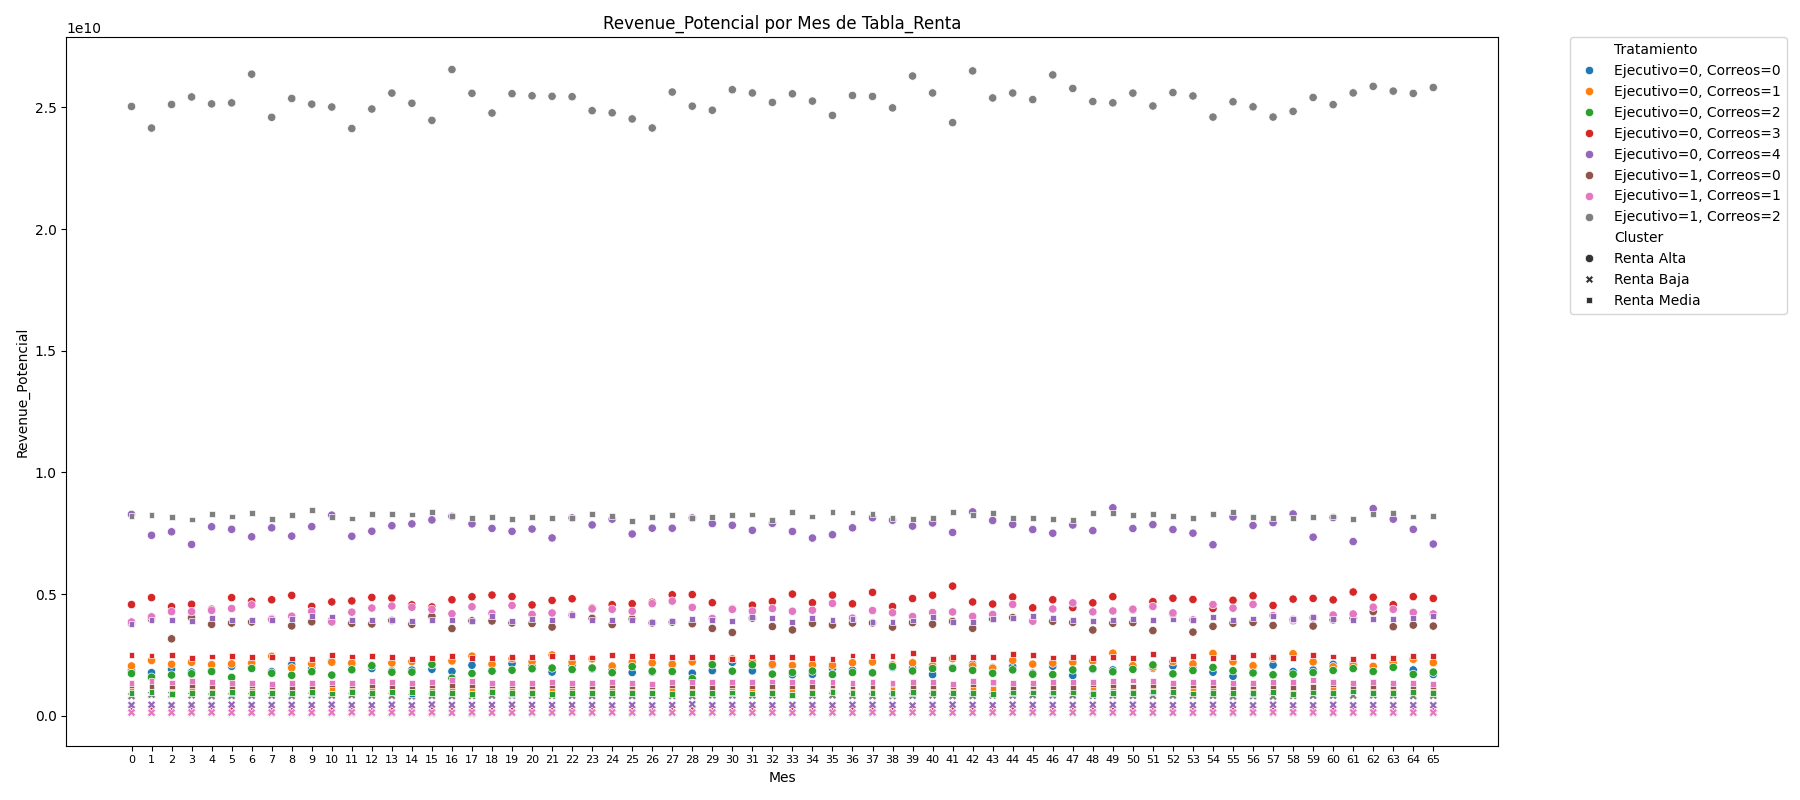 Revenue_Potencial por Mes de Tabla_Renta
1e10
2.5
2.0
1.5
1.0
0.5
0.0
Revenue_Potencial
0 1 2 3 4 5 6 7 8 9 10 11 12 13 14 15 16 17 18 19 20 21 22 23 24 25 26 27 28 29 30 31 32 33 34 35 36 37 38 39 40 41 42 43 44 45 46 47 48 49 50 51 52 53 54 55 56 57 58 59 60 61 62 63 64 65
Mes
Tratamiento
Ejecutivo=0, Correos=0
Ejecutivo=0, Correos=1
Ejecutivo=0, Correos=2
Ejecutivo=0, Correos=3
Ejecutivo=0, Correos=4
Ejecutivo=1, Correos=0
Ejecutivo=1, Correos=1
Ejecutivo=1, Correos=2
Cluster
Renta Alta
Renta Baja
Renta Media